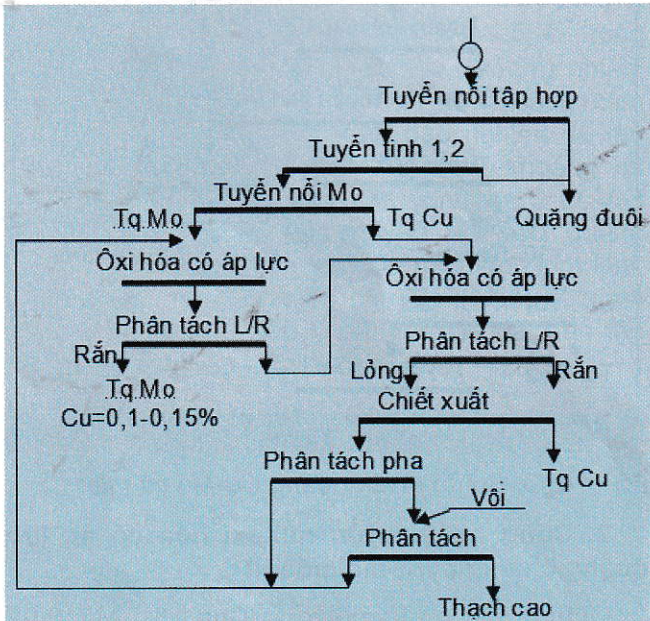 Tuyển nổi tập hợp
Tuyển tinh 1,2
Tuyển nổi Mo
Tq Mo
Tq Cu
Quặng đuôi
Ôxi hóa có áp lực
Ôxi hóa có áp lực
Phân tách L/R
Phân tách L/R
Rắn
Lỏng
Rắn
Tq Mo
Cu=0,1-0,15%
Chiết xuất
Phân tách pha
Tq Cu
Vôi
Phân tách
Thạch cao